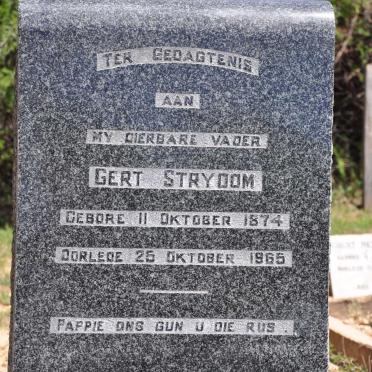 TER GEDAGTENIS
AAN
MY DIERBARE VADER
GERT STRYDOM
GEBORE 11 OKTOBER 1874
OORLEDE 25 OKTOBER 1965
PAPPIE ONS GUN U DIE RUS.